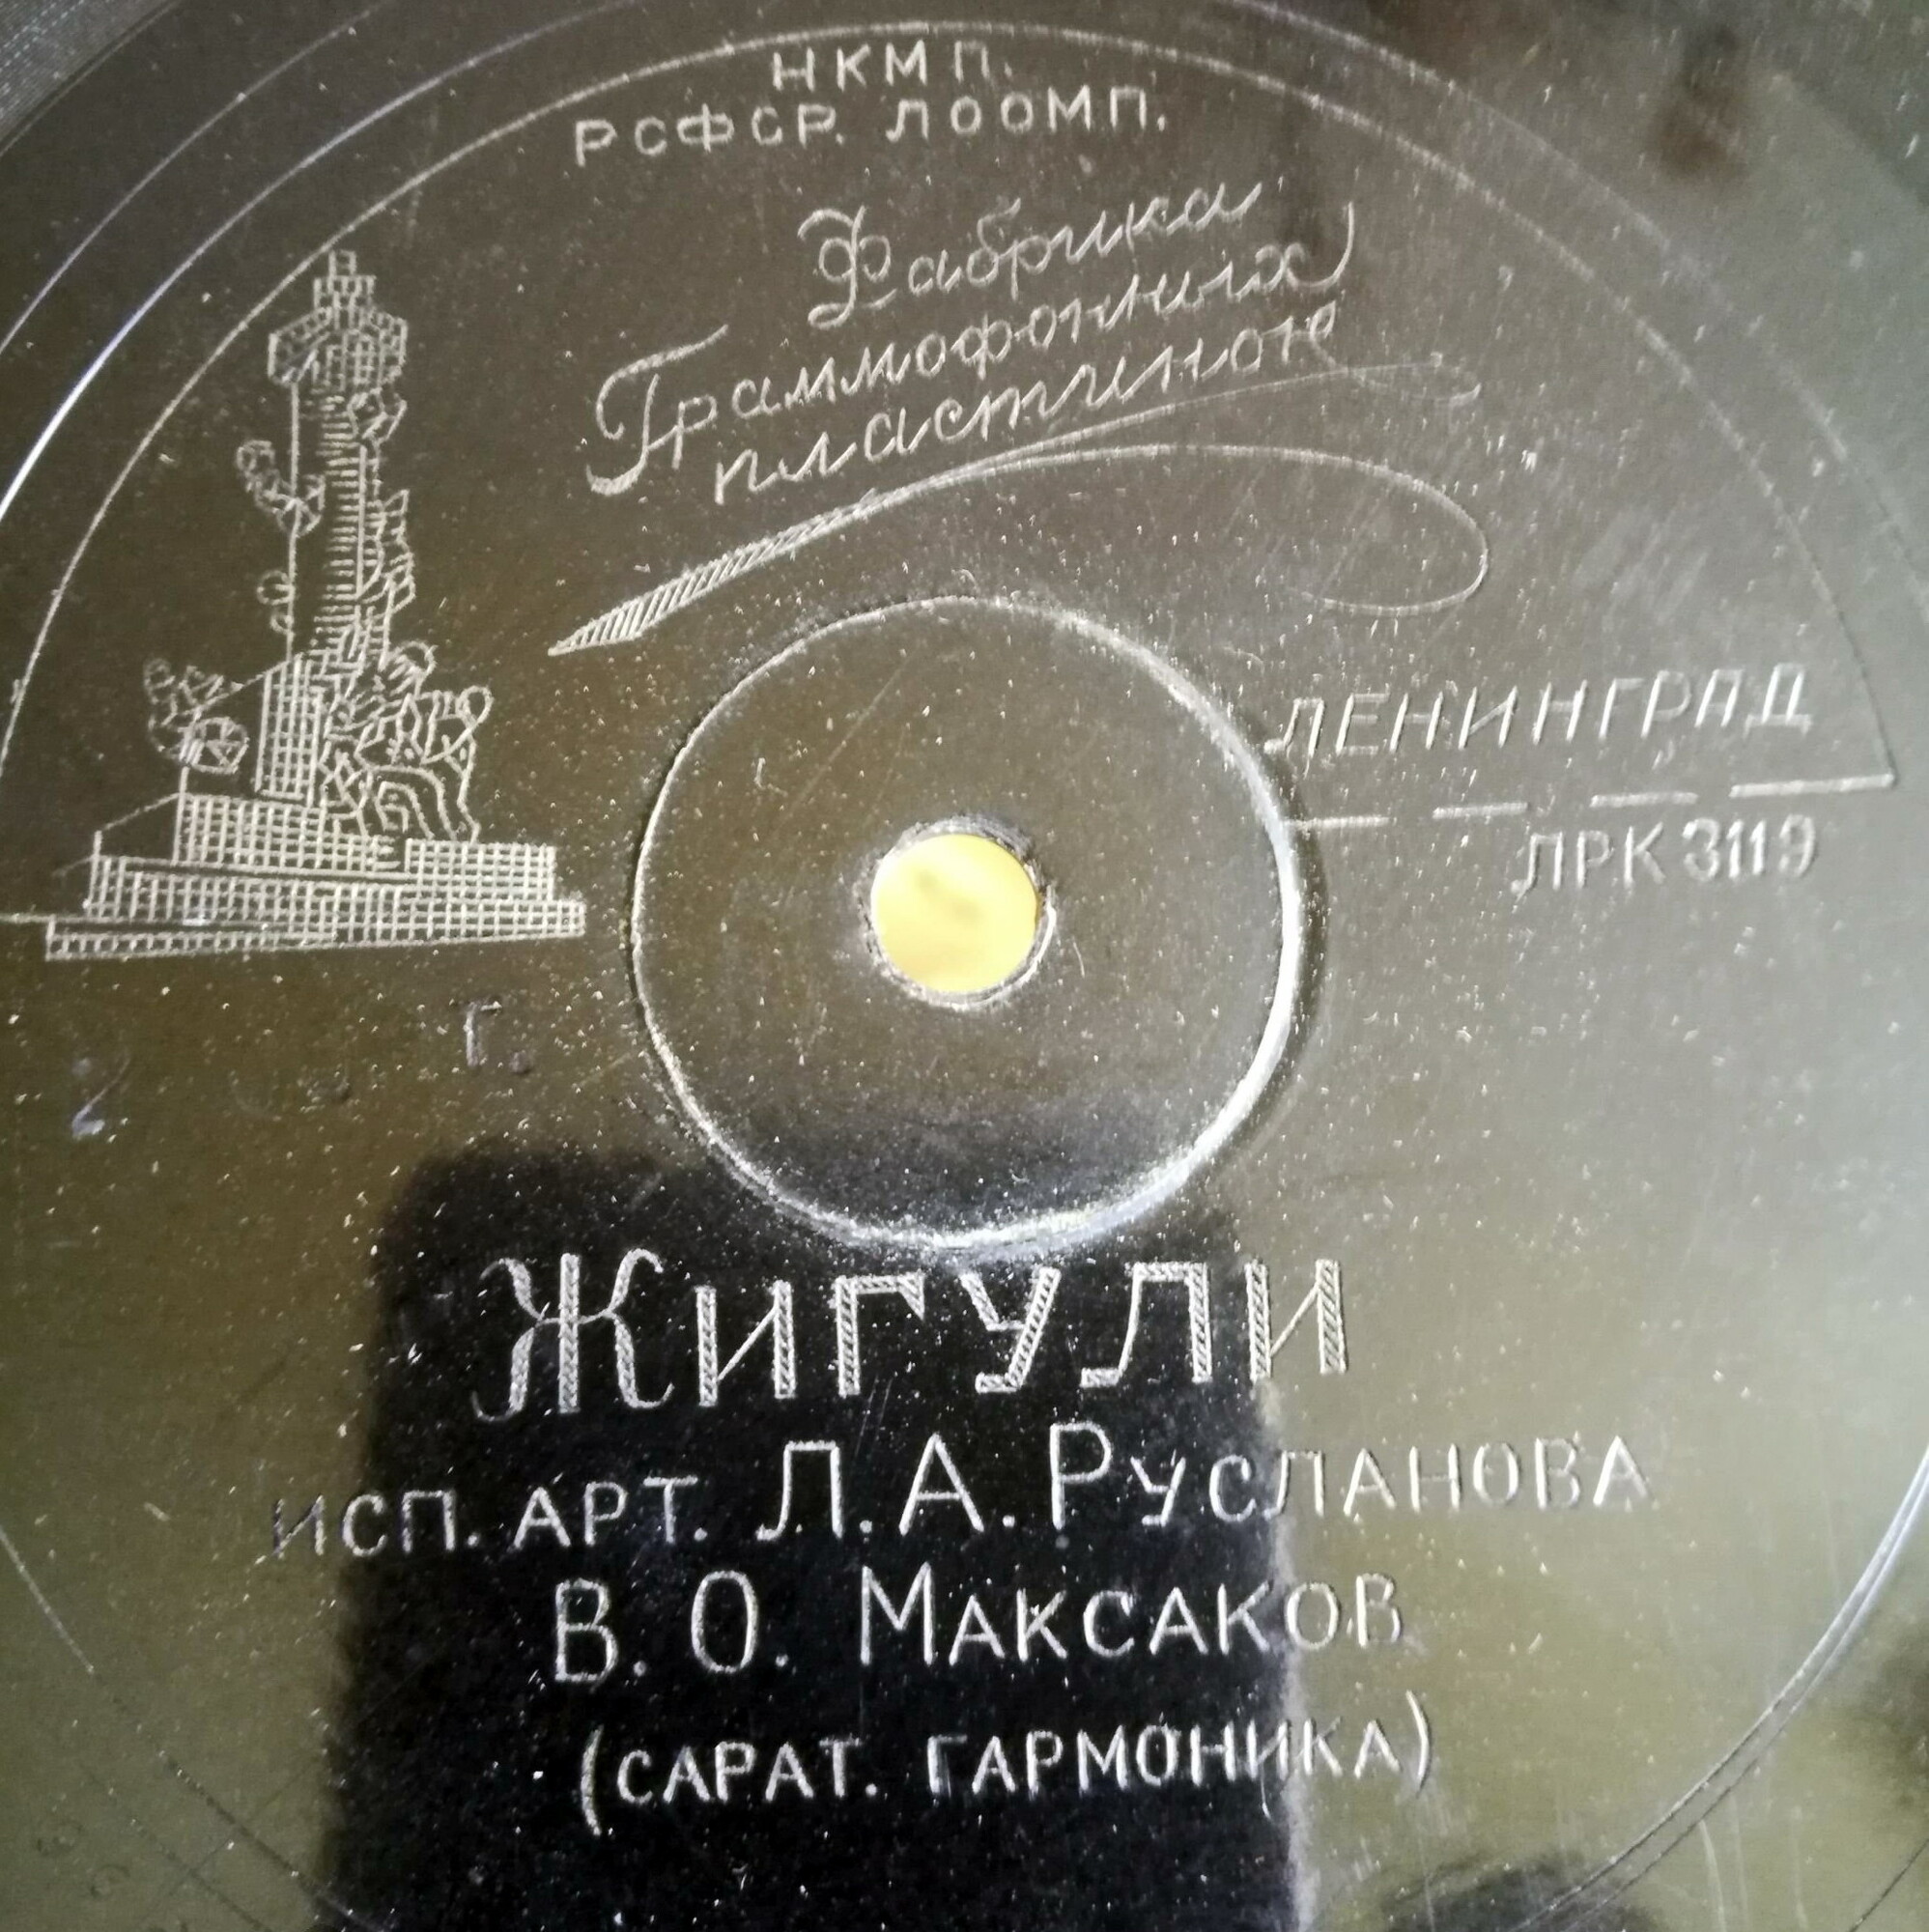 НКМП.
РСФСР. ЛООМП.
Фабрика
Граммофонных
пластинок
ЛЕНИНГРАД
ЛРК 3119
Г.
ЖИГУЛИ
ИСП. АРТ. Л. А. РУСЛАНОВА
В. О. МАКСАКОВ
(САРАТ. ГАРМОНИКА)